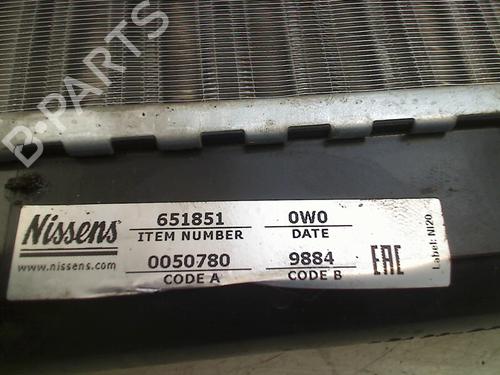 B-PARTS
Nissens
www.nissens.com
651851
ITEM NUMBER
0W0
DATE
0050780
CODE A
9884
CODE B
EAC
Label: NI20